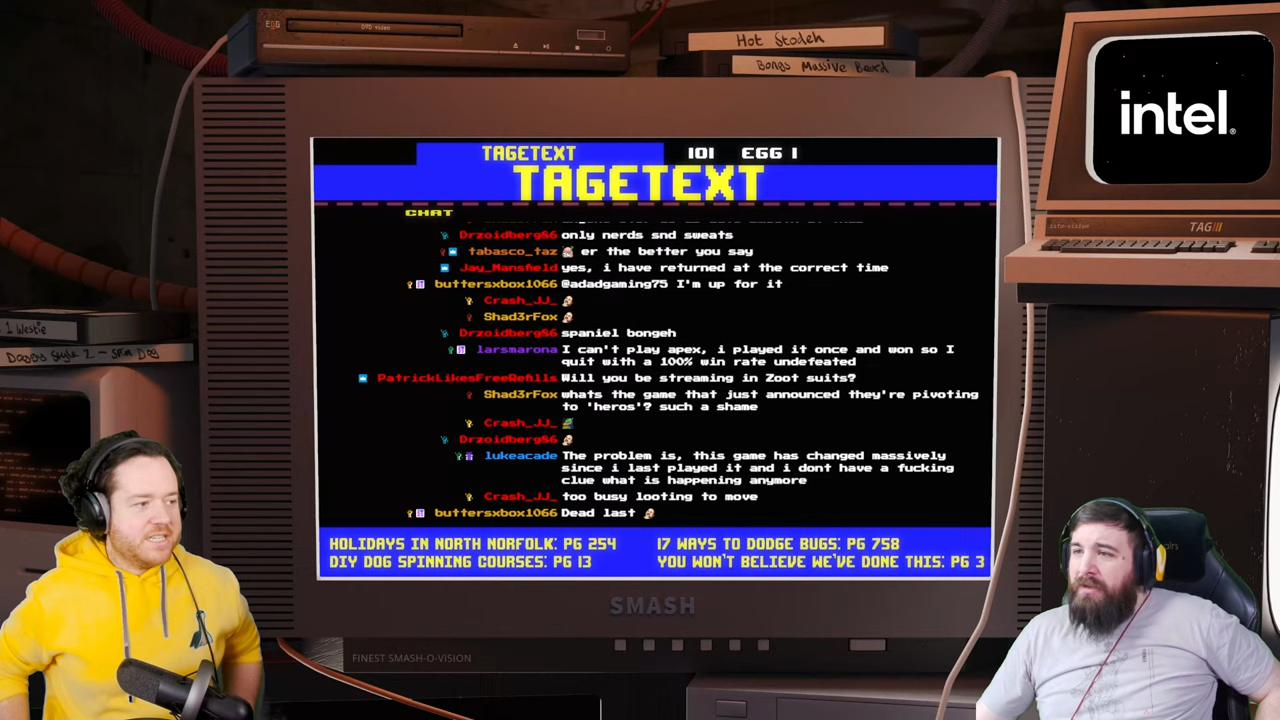 EGG
DVD Video
Hot Stodeh
Bongs Massive Beard
intel.
TAGETEXT 101 EGG 1
TAGETEXT
CHAT
Drzoidberg86 only nerds snd sweats
tabasco_taz er the better you say
Jay_Mansfield yes, i have returned at the correct time
buttersxbox1066 @adadgaming75 I'm up for it
Crash_JJ_
Shad3rFox
Drzoidberg86 spaniel bongeh
larsmarona I can't play apex, i played it once and won so I
quit with a 100% win rate undefeated
PatrickLikesFreeRefills Will you be streaming in Zoot suits?
Shad3rFox whats the game that just announced they're pivoting
to 'heros'? such a shame
Crash_JJ_
Drzoidberg86
lukeacade The problem is, this game has changed massively
since i last played it and i dont have a fucking
clue what is happening anymore
Crash_JJ_ too busy looting to move
buttersxbox1066 Dead last
HOLIDAYS IN NORTH NORFOLK: PG 254
17 WAYS TO DODGE BUGS: PG 758
DIY DOG SPINNING COURSES: PG 13
YOU WON'T BELIEVE WE'VE DONE THIS: PG 3
SMASH
FINEST SMASH-O-VISION
TAG
1 Westie